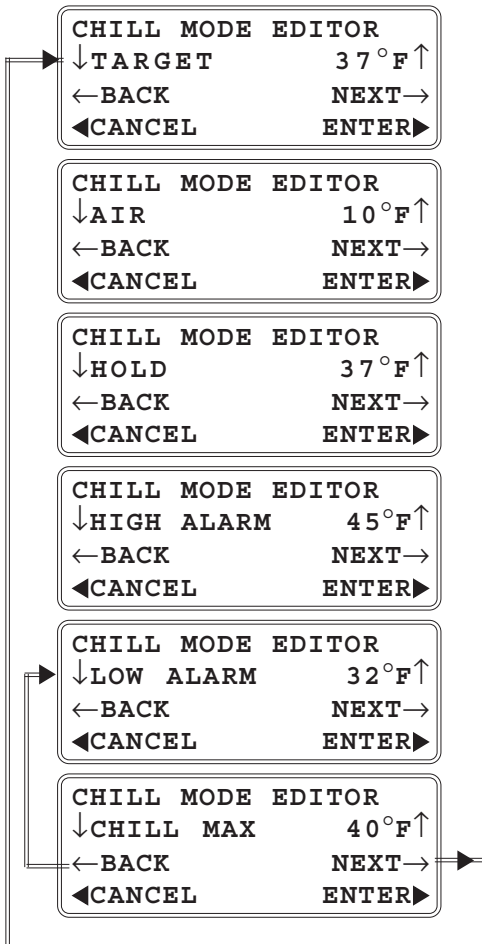 CHILL MODE EDITOR
↓TARGET 37°F↑
←BACK NEXT→
◀CANCEL ENTER▶
CHILL MODE EDITOR
↓AIR 10°F↑
←BACK NEXT→
◀CANCEL ENTER▶
CHILL MODE EDITOR
↓HOLD 37°F↑
←BACK NEXT→
◀CANCEL ENTER▶
CHILL MODE EDITOR
↓HIGH ALARM 45°F↑
←BACK NEXT→
◀CANCEL ENTER▶
CHILL MODE EDITOR
↓LOW ALARM 32°F↑
←BACK NEXT→
◀CANCEL ENTER▶
CHILL MODE EDITOR
↓CHILL MAX 40°F↑
←BACK NEXT→
◀CANCEL ENTER▶